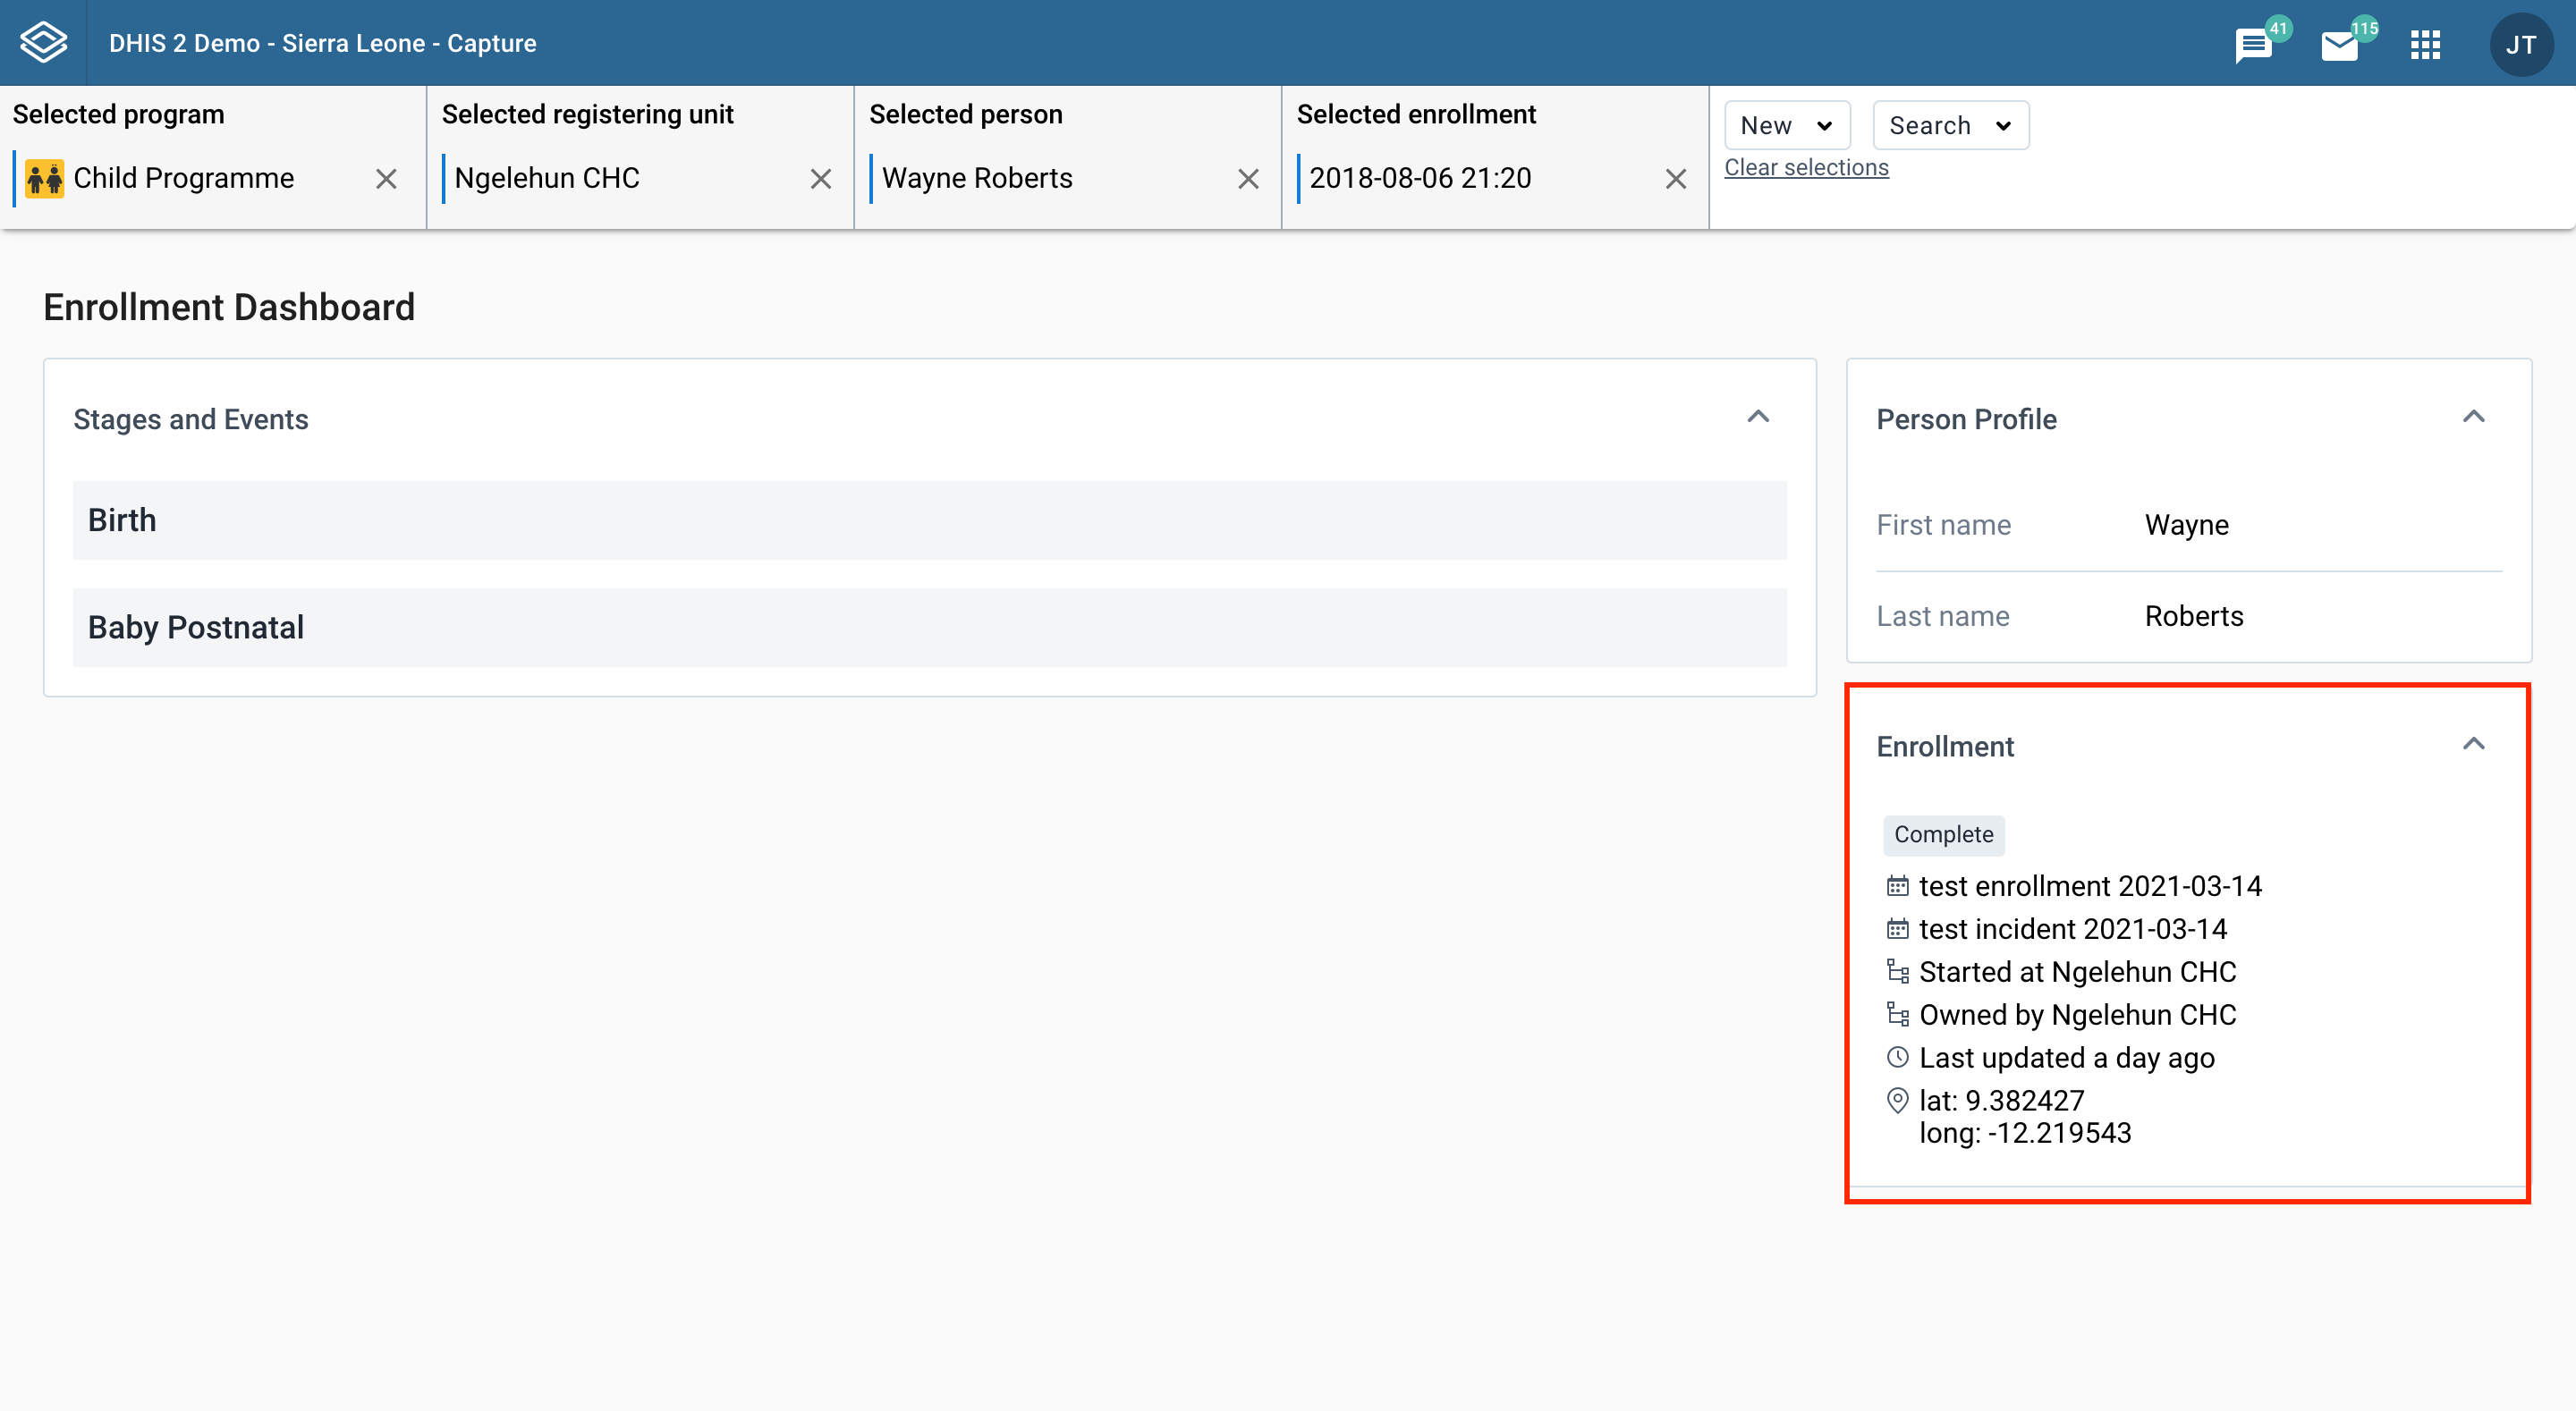 DHIS 2 Demo - Sierra Leone - Capture
41
115
JT
Selected program
Child Programme
Selected registering unit
Ngelehun CHC
Selected person
Wayne Roberts
Selected enrollment
2018-08-06 21:20
New
Search
Clear selections
Enrollment Dashboard
Stages and Events
Birth
Baby Postnatal
Person Profile
First name Wayne
Last name Roberts
Enrollment
Complete
test enrollment 2021-03-14
test incident 2021-03-14
Started at Ngelehun CHC
Owned by Ngelehun CHC
Last updated a day ago
lat: 9.382427
long: -12.219543